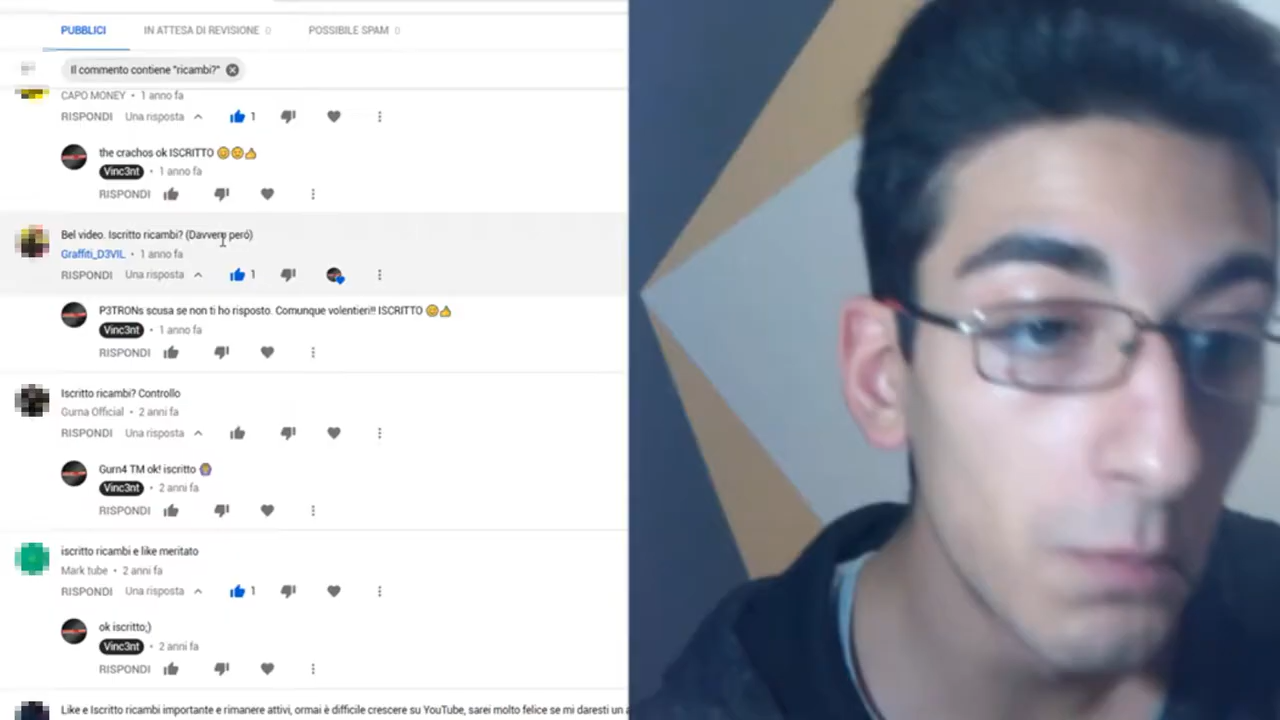 PUBBLICI IN ATTESA DI REVISIONE 0 POSSIBILE SPAM 0
Il commento contiene "ricambi?"
CAPO MONEY • 1 anno fa
RISPONDI Una risposta 1
the crachos ok ISCRITTO
Vinc3nt • 1 anno fa
RISPONDI
Bel video. Iscritto ricambi? (Davvero però)
Graffiti_D3VIL • 1 anno fa
RISPONDI Una risposta 1
P3TRONs scusa se non ti ho risposto. Comunque volentieri!! ISCRITTO
Vinc3nt • 1 anno fa
RISPONDI
Iscritto ricambi? Controllo
Gurna Official • 2 anni fa
RISPONDI Una risposta
Gurn4 TM ok! iscritto
Vinc3nt • 2 anni fa
RISPONDI
iscritto ricambi e like meritato
Mark tube • 2 anni fa
RISPONDI Una risposta 1
ok iscritto;)
Vinc3nt • 2 anni fa
RISPONDI
Like e Iscritto ricambi importante e rimanere attivi, ormai è difficile crescere su YouTube, sarei molto felice se mi daresti un